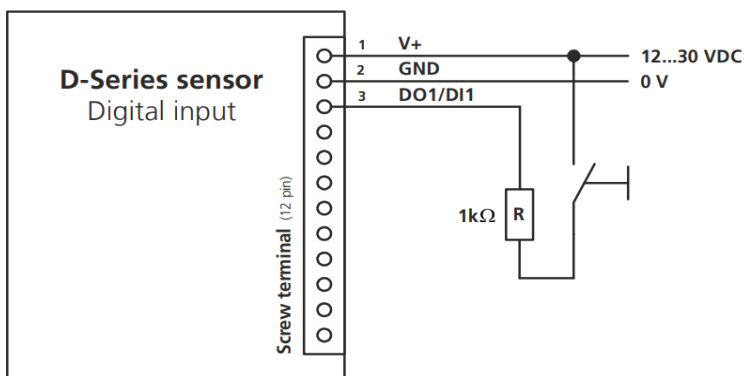 D-Series sensor
Digital input
Screw terminal (12 pin)
1 V+
2 GND
3 DO1/DI1
12...30 VDC
0 V
1kΩ R